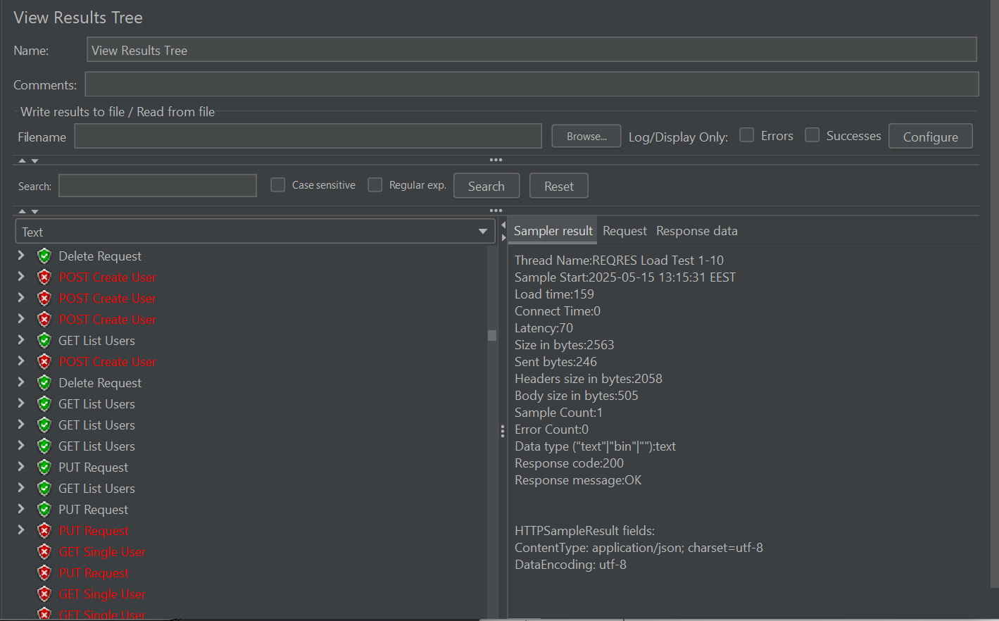 View Results Tree
Name: View Results Tree
Comments:
Write results to file / Read from file
Filename Browse... Log/Display Only: Errors Successes Configure
Search: Case sensitive Regular exp. Search Reset
Text
Delete Request
POST Create User
POST Create User
POST Create User
GET List Users
POST Create User
Delete Request
GET List Users
GET List Users
GET List Users
PUT Request
GET List Users
PUT Request
PUT Request
GET Single User
PUT Request
GET Single User
GET Single User
Sampler result Request Response data
Thread Name:REQRES Load Test 1-10
Sample Start:2025-05-15 13:15:31 EEST
Load time:159
Connect Time:0
Latency:70
Size in bytes:2563
Sent bytes:246
Headers size in bytes:2058
Body size in bytes:505
Sample Count:1
Error Count:0
Data type ("text"|"bin"|""):text
Response code:200
Response message:OK
HTTPSampleResult fields:
ContentType: application/json; charset=utf-8
DataEncoding: utf-8